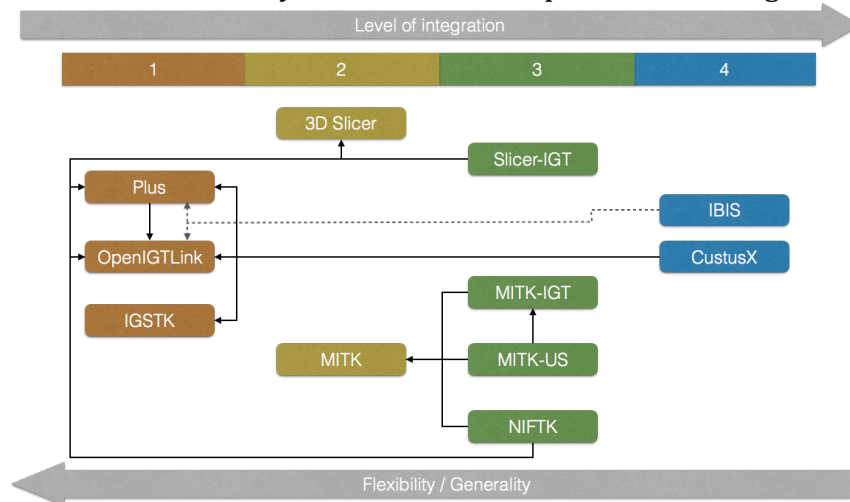 Level of integration
1 2 3 4
3D Slicer
Slicer-IGT
Plus
IBIS
OpenIGTLink
CustusX
MITK-IGT
IGSTK
MITK
MITK-US
NIFTK
Flexibility / Generality